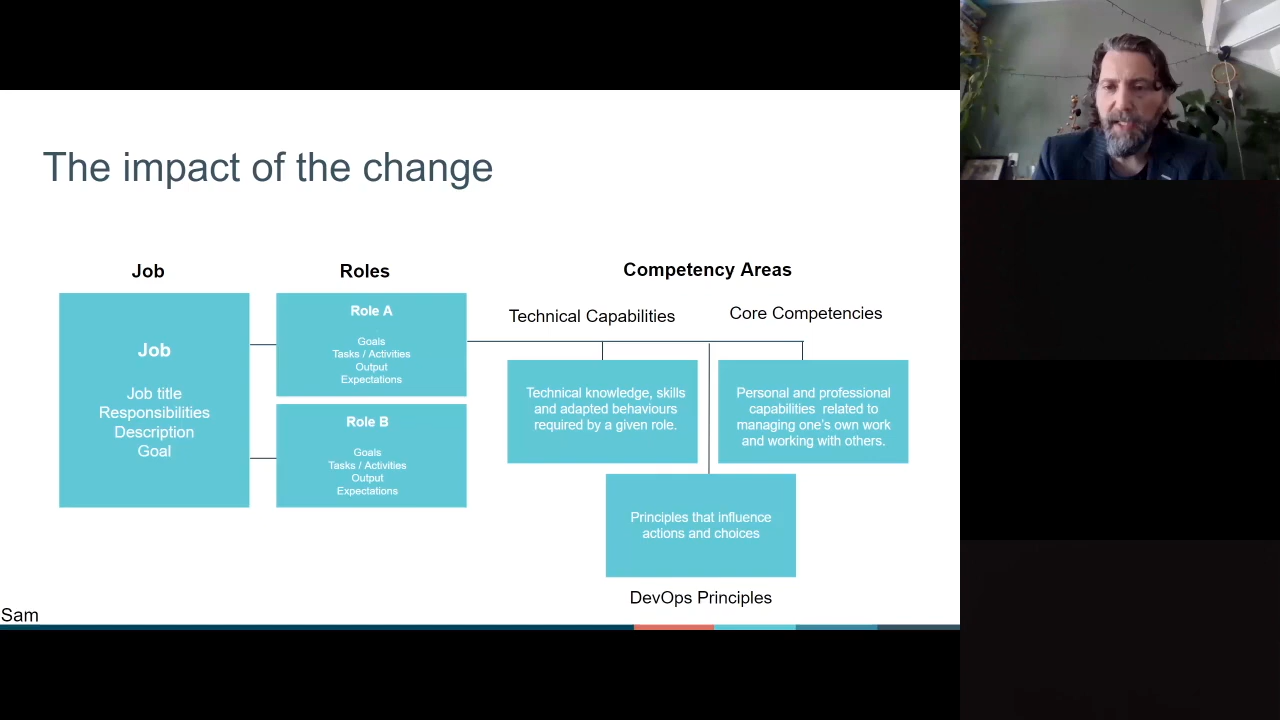 The impact of the change
Job
Roles
Competency Areas
Technical Capabilities
Core Competencies
Job
Job title
Responsibilities
Description
Goal
Role A
Goals
Tasks / Activities
Output
Expectations
Role B
Goals
Tasks / Activities
Output
Expectations
Technical knowledge, skills
and adapted behaviours
required by a given role.
Personal and professional
capabilities related to
managing one's own work
and working with others.
Principles that influence
actions and choices
DevOps Principles
Sam